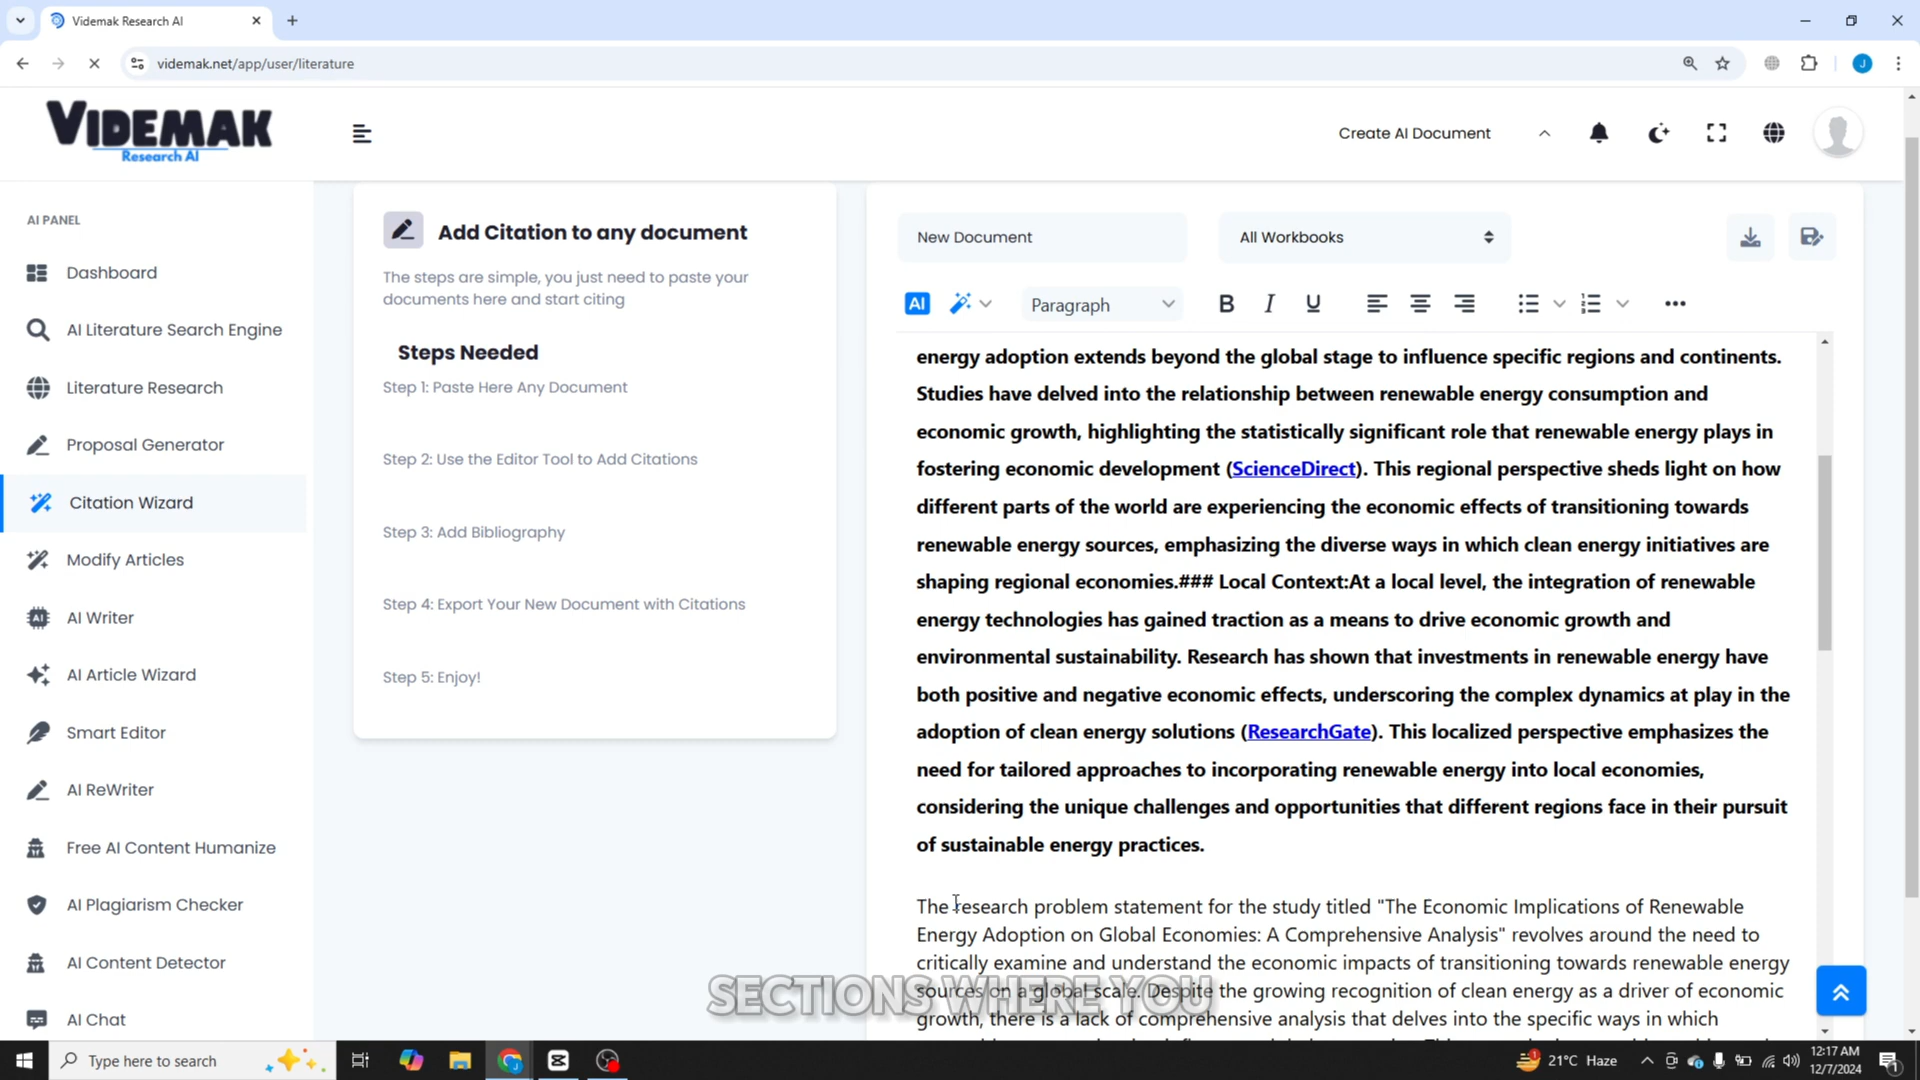 Videmak Research AI
videmak.net/app/user/literature
J
VIDEMAK
Research AI
Create AI Document
AI PANEL
Dashboard
AI Literature Search Engine
Literature Research
Proposal Generator
Citation Wizard
Modify Articles
AI Writer
AI Article Wizard
Smart Editor
AI ReWriter
Free AI Content Humanize
AI Plagiarism Checker
AI Content Detector
AI Chat
Add Citation to any document
The steps are simple, you just need to paste your
documents here and start citing
Steps Needed
Step 1: Paste Here Any Document
Step 2: Use the Editor Tool to Add Citations
Step 3: Add Bibliography
Step 4: Export Your New Document with Citations
Step 5: Enjoy!
New Document
All Workbooks
AI
Paragraph
B I U
energy adoption extends beyond the global stage to influence specific regions and continents.
Studies have delved into the relationship between renewable energy consumption and
economic growth, highlighting the statistically significant role that renewable energy plays in
fostering economic development (ScienceDirect). This regional perspective sheds light on how
different parts of the world are experiencing the economic effects of transitioning towards
renewable energy sources, emphasizing the diverse ways in which clean energy initiatives are
shaping regional economies.### Local Context:At a local level, the integration of renewable
energy technologies has gained traction as a means to drive economic growth and
environmental sustainability. Research has shown that investments in renewable energy have
both positive and negative economic effects, underscoring the complex dynamics at play in the
adoption of clean energy solutions (ResearchGate). This localized perspective emphasizes the
need for tailored approaches to incorporating renewable energy into local economies,
considering the unique challenges and opportunities that different regions face in their pursuit
of sustainable energy practices.
The research problem statement for the study titled "The Economic Implications of Renewable
Energy Adoption on Global Economies: A Comprehensive Analysis" revolves around the need to
critically examine and understand the economic impacts of transitioning towards renewable energy
sources on a global scale. Despite the growing recognition of clean energy as a driver of economic
growth, there is a lack of comprehensive analysis that delves into the specific ways in which
SECTIONS WHERE YOU
Type here to search
21°C Haze
12:17 AM
12/7/2024
1